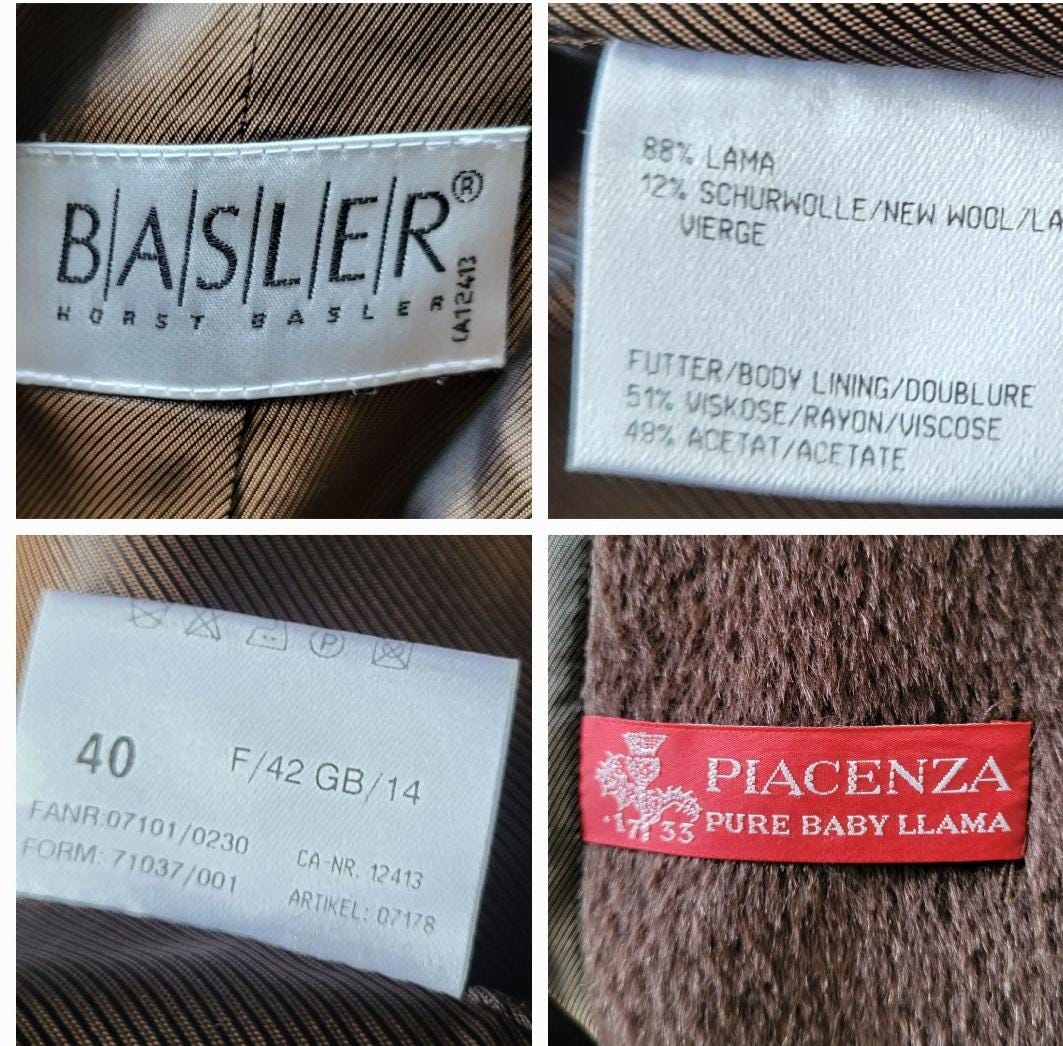 B|A|S|L|E|R®
HORST BASLER
CA12413
88% LAMA
12% SCHURWOLLE/NEW WOOL/LA
VIERGE
FUTTER/BODY LINING/DOUBLURE
51% VISKOSE/RAYON/VISCOSE
49% ACETAT/ACETATE
P
40 F/42 GB/14
FANR:07101/0230
FORM: 71037/001
CA-NR. 12413
ARTIKEL: 07178
PIACENZA
·1733 PURE BABY LLAMA